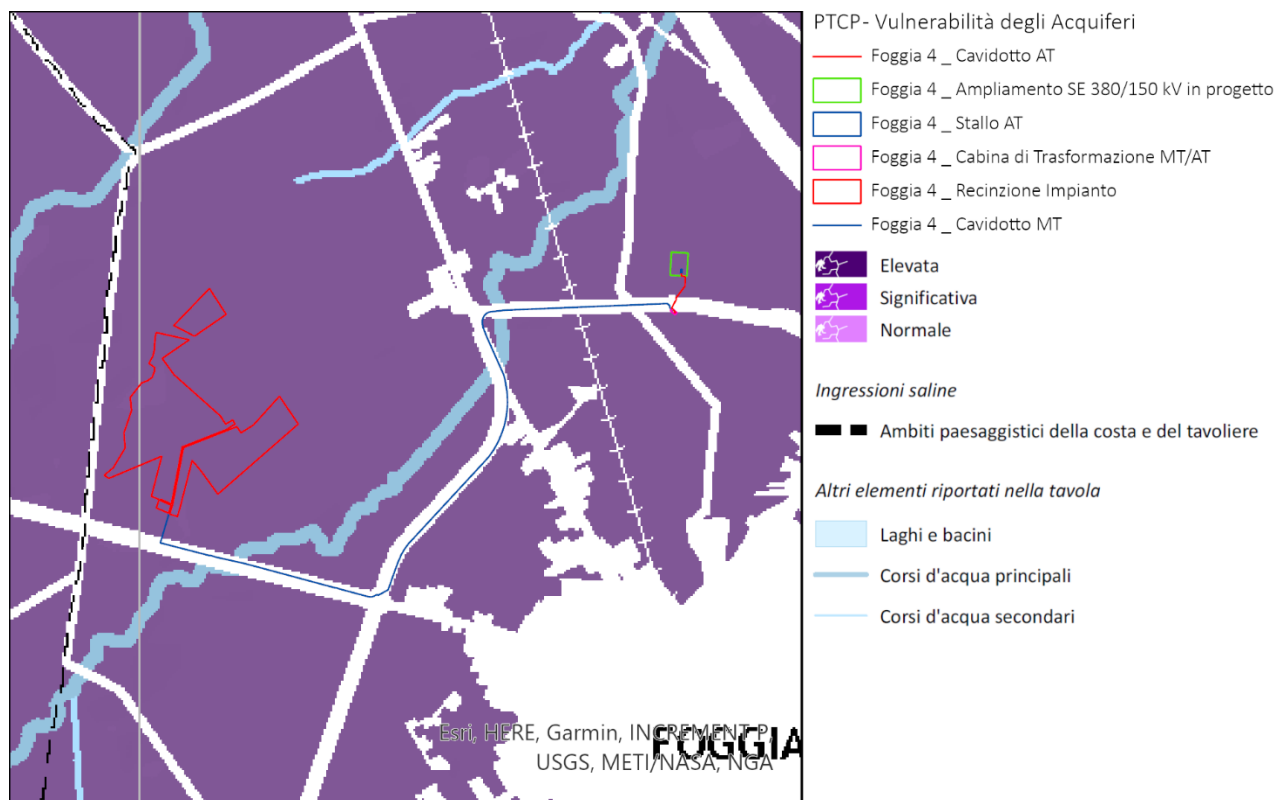 PTCP- Vulnerabilità degli Acquiferi
Foggia 4 _ Cavidotto AT
Foggia 4 _ Ampliamento SE 380/150 kV in progetto
Foggia 4 _ Stallo AT
Foggia 4 _ Cabina di Trasformazione MT/AT
Foggia 4 _ Recinzione Impianto
Foggia 4 _ Cavidotto MT
Elevata
Significativa
Normale
Ingressioni saline
Ambiti paesaggistici della costa e del tavoliere
Altri elementi riportati nella tavola
Laghi e bacini
Corsi d'acqua principali
Corsi d'acqua secondari
Esri, HERE, Garmin, INCREMENT P,
USGS, METI/NASA, NGA
FOGGIA